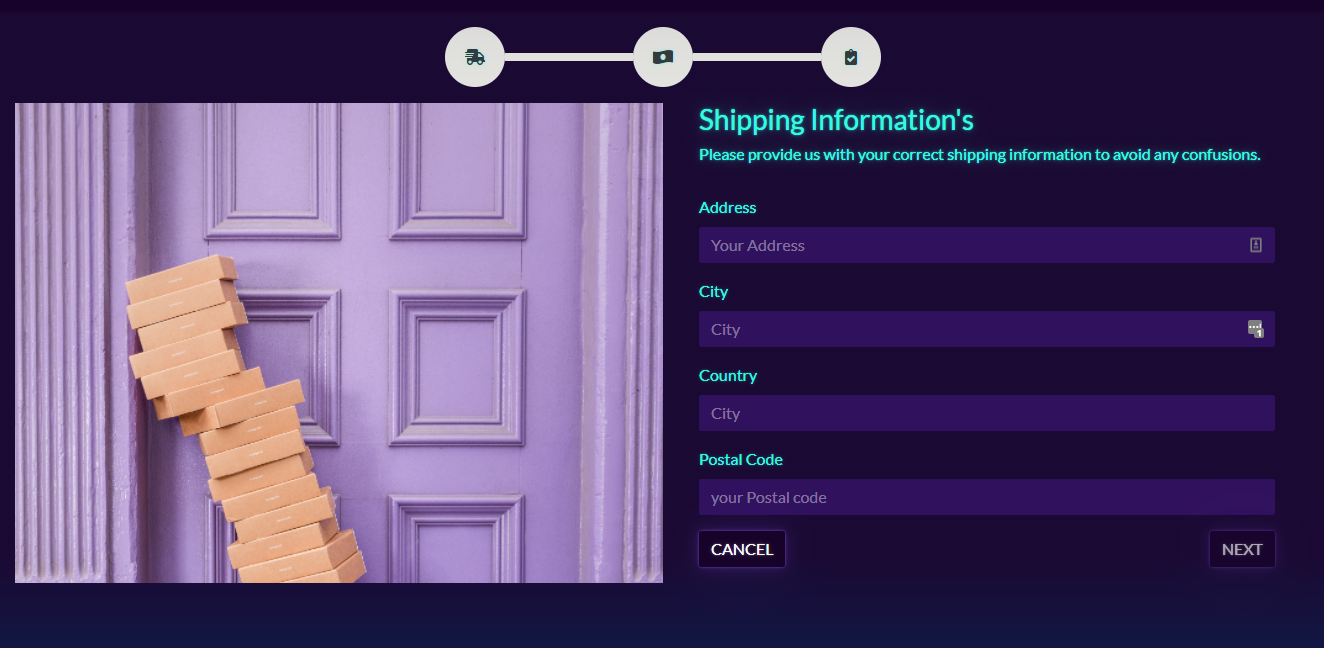 Shipping Information's
Please provide us with your correct shipping information to avoid any confusions.
Address
Your Address
City
City
1
Country
City
Postal Code
your Postal code
CANCEL
NEXT